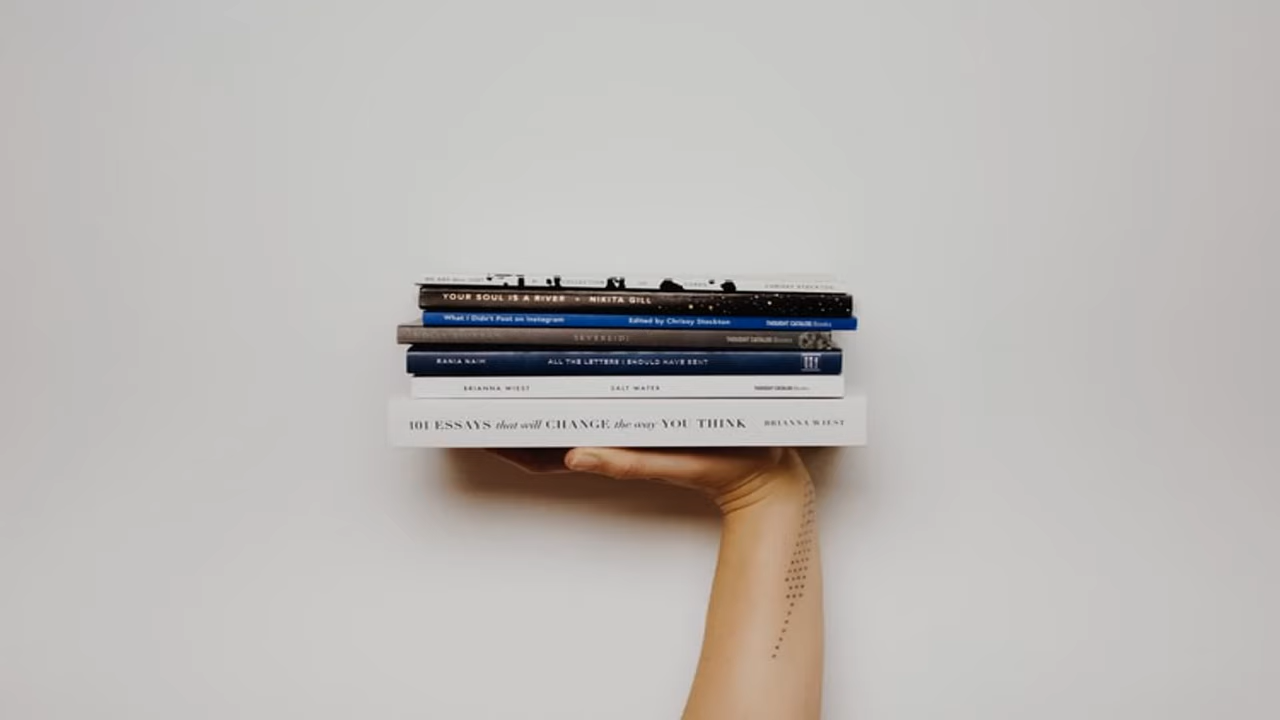 YOUR SOUL IS A RIVER • NIKITA GILL
What I Didn't Post on Instagram Edited by Chrissy Stockton THOUGHT CATALOG Books
THOUGHT CATALOG Books
RANIA NAIM ALL THE LETTERS I SHOULD HAVE SENT
BRIANNA WIEST SALT WATER THOUGHT CATALOG Books
101 ESSAYS that will CHANGE the way YOU THINK BRIANNA WIEST